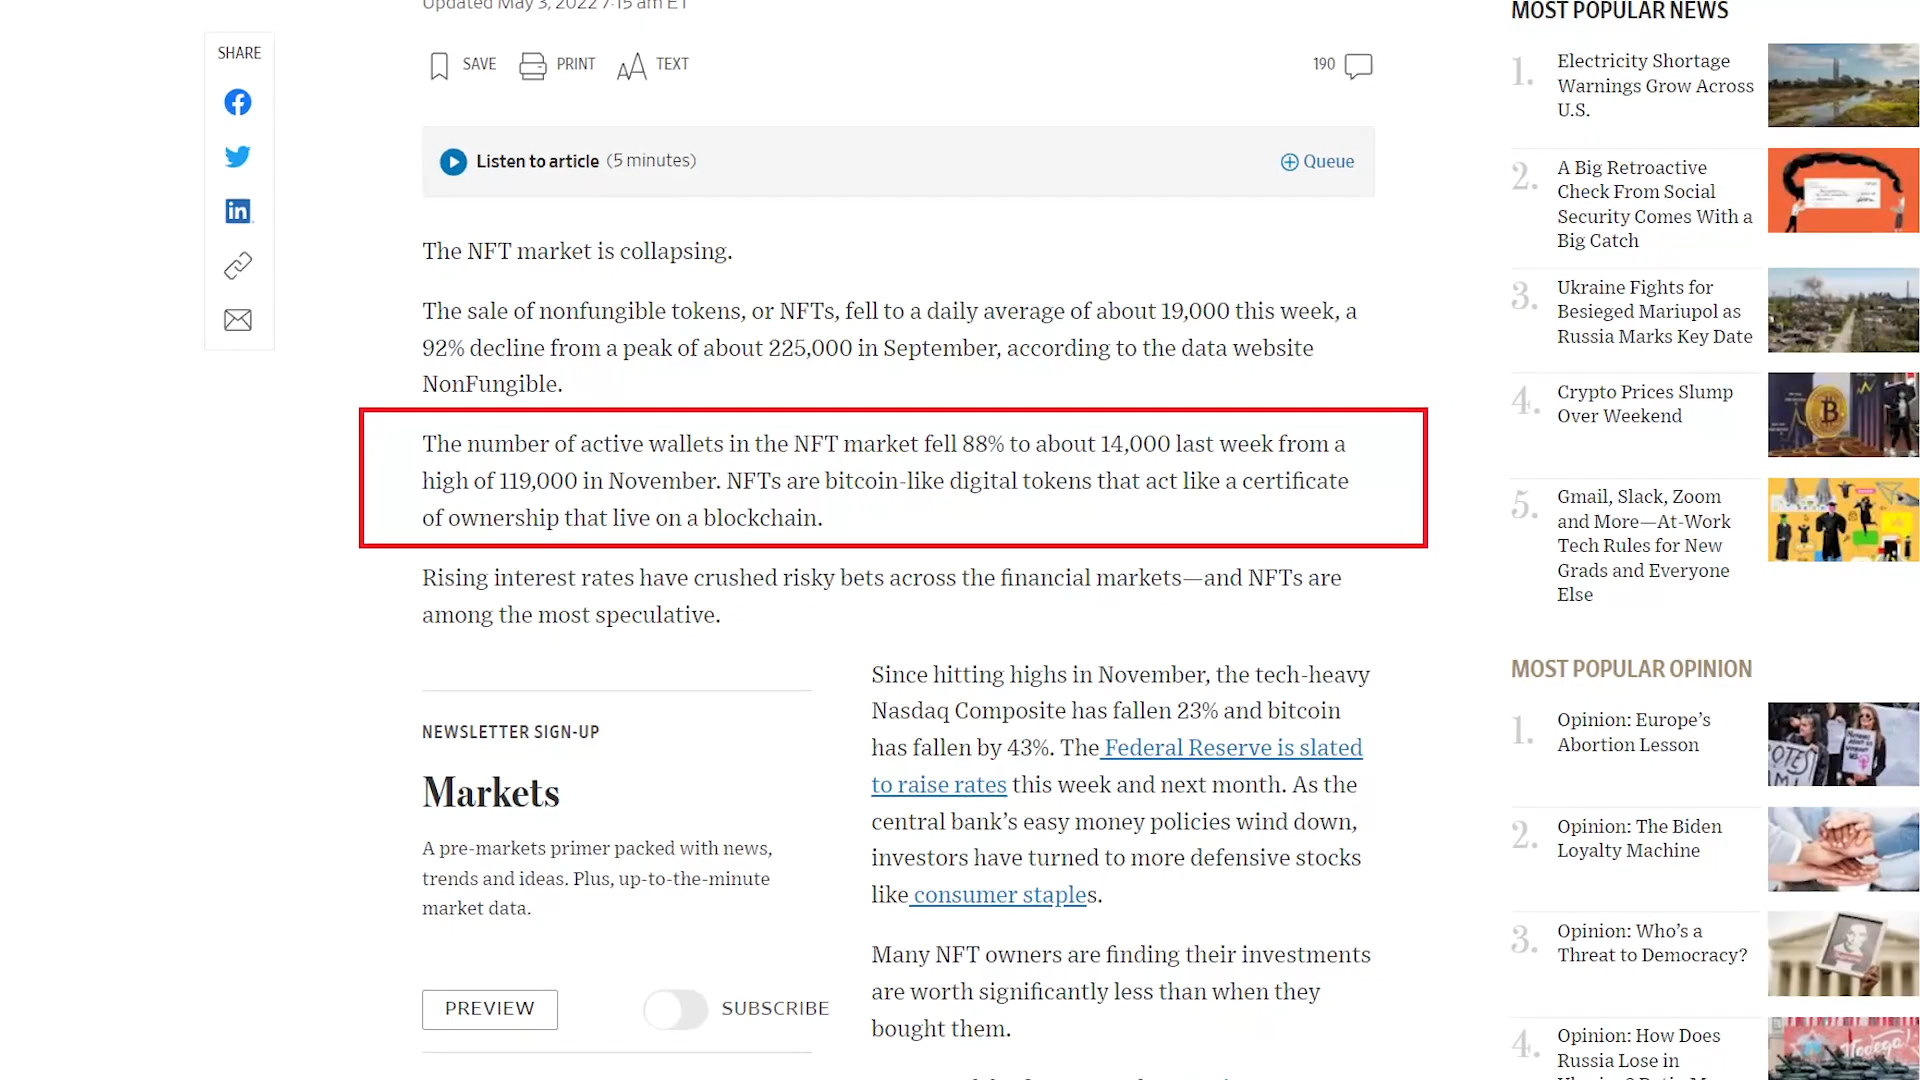 Updated May 3, 2022 7:15 am ET
SHARE
SAVE
PRINT
TEXT
190
Listen to article (5 minutes)
Queue
The NFT market is collapsing.
The sale of nonfungible tokens, or NFTs, fell to a daily average of about 19,000 this week, a
92% decline from a peak of about 225,000 in September, according to the data website
NonFungible.
The number of active wallets in the NFT market fell 88% to about 14,000 last week from a
high of 119,000 in November. NFTs are bitcoin-like digital tokens that act like a certificate
of ownership that live on a blockchain.
Rising interest rates have crushed risky bets across the financial markets—and NFTs are
among the most speculative.
NEWSLETTER SIGN-UP
Markets
A pre-markets primer packed with news,
trends and ideas. Plus, up-to-the-minute
market data.
PREVIEW
SUBSCRIBE
Since hitting highs in November, the tech-heavy
Nasdaq Composite has fallen 23% and bitcoin
has fallen by 43%. The Federal Reserve is slated
to raise rates this week and next month. As the
central bank's easy money policies wind down,
investors have turned to more defensive stocks
like consumer staples.
Many NFT owners are finding their investments
are worth significantly less than when they
bought them.
MOST POPULAR NEWS
1.
Electricity Shortage
Warnings Grow Across
U.S.
2.
A Big Retroactive
Check From Social
Security Comes With a
Big Catch
3.
Ukraine Fights for
Besieged Mariupol as
Russia Marks Key Date
4.
Crypto Prices Slump
Over Weekend
5.
Gmail, Slack, Zoom
and More—At-Work
Tech Rules for New
Grads and Everyone
Else
MOST POPULAR OPINION
1.
Opinion: Europe's
Abortion Lesson
2.
Opinion: The Biden
Loyalty Machine
3.
Opinion: Who's a
Threat to Democracy?
4.
Opinion: How Does
Russia Lose in